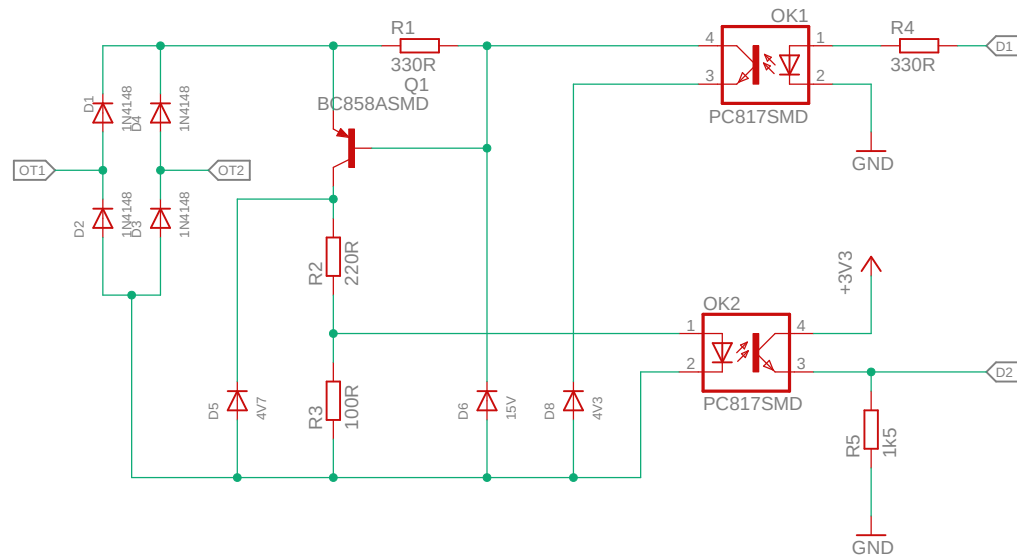 OK1
R1
330R
4
3
1
2
R4
330R
D1
PC817SMD
GND
Q1
BC858ASMD
D1
1N4148
D4
1N4148
OT1
OT2
D2
1N4148
D3
1N4148
R2
220R
+3V3
OK2
1
2
4
3
D2
PC817SMD
D5
4V7
R3
100R
D6
15V
D8
4V3
R5
1k5
GND